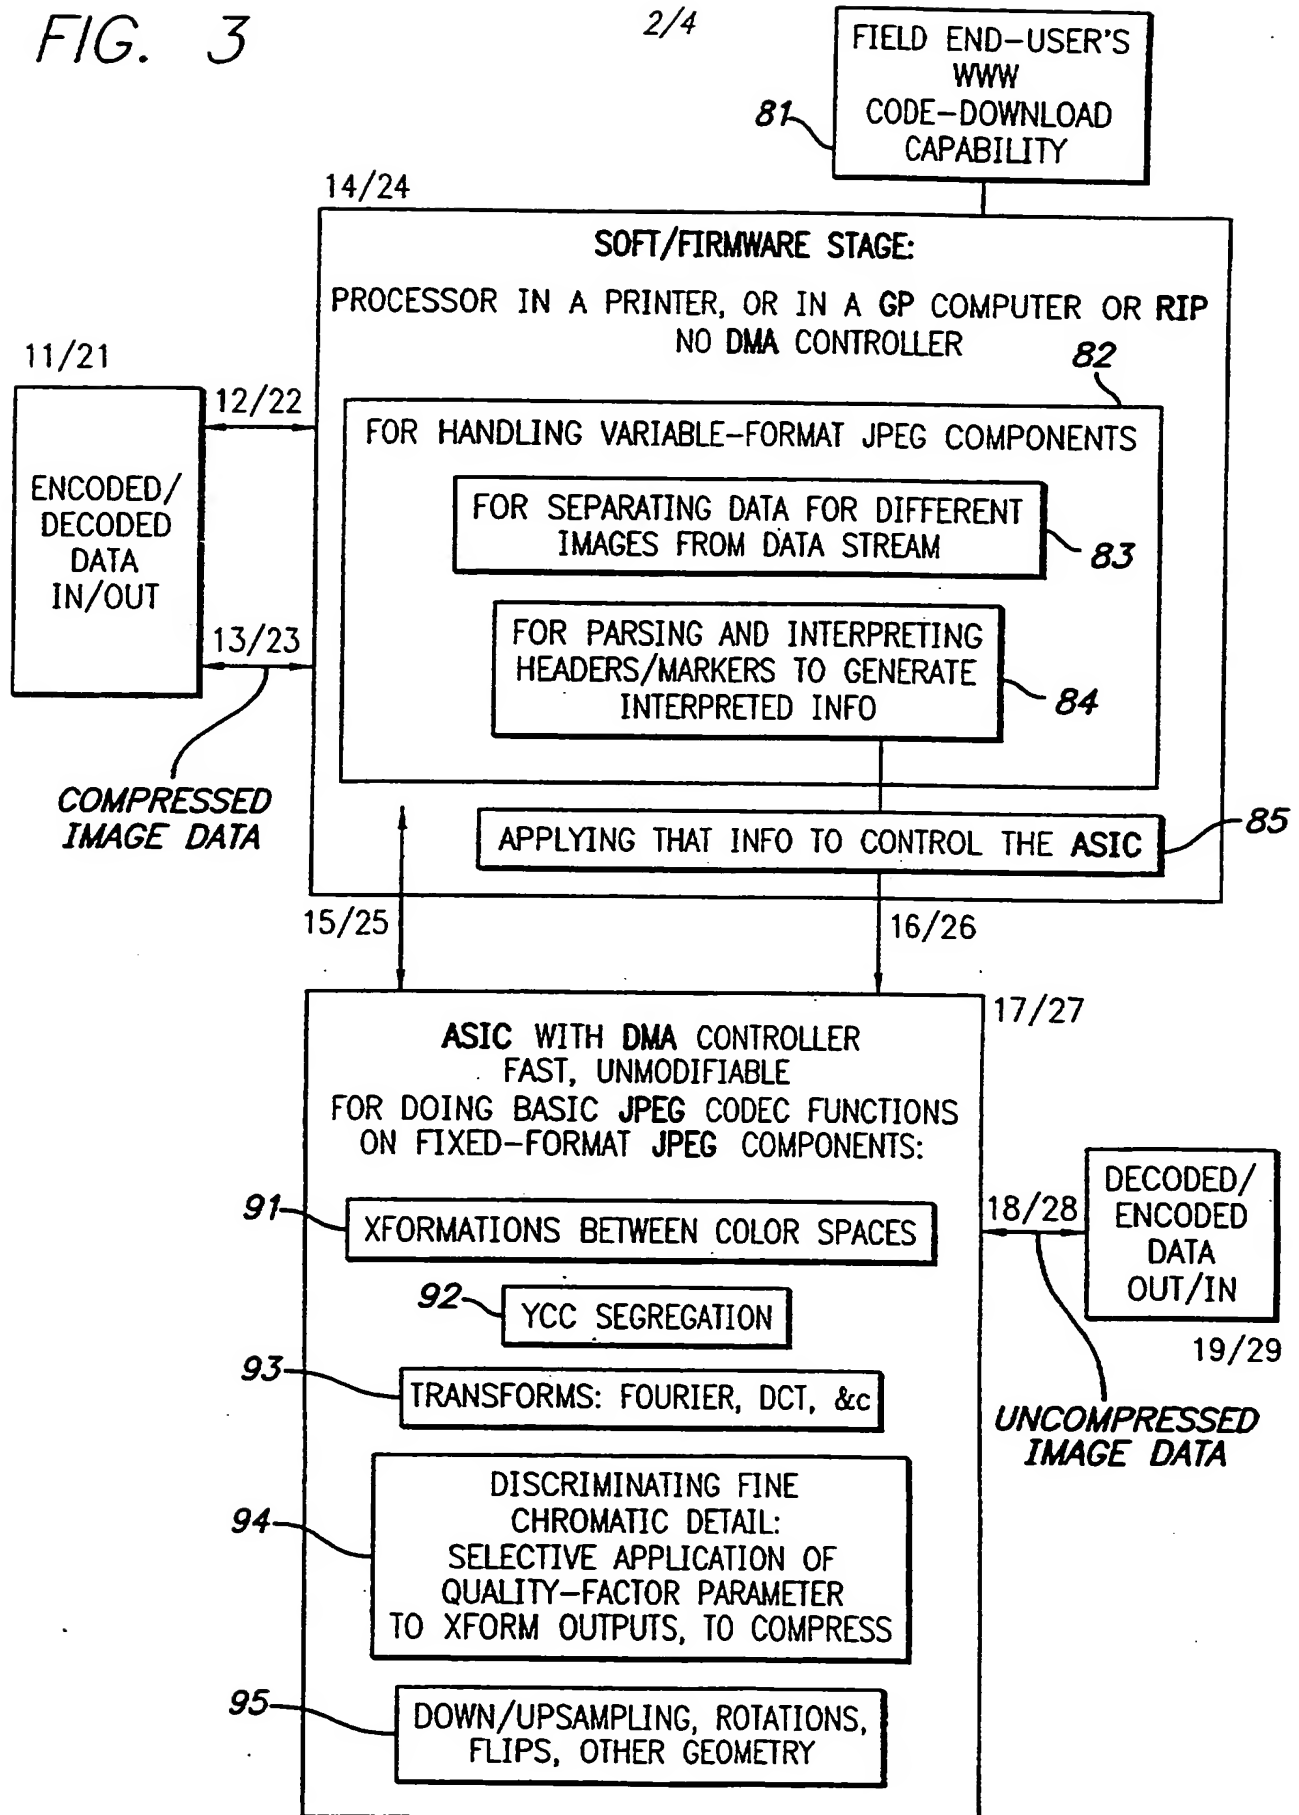 FIG. 3
2/4
FIELD END-USER'S
WWW
CODE-DOWNLOAD
CAPABILITY
81
14/24
SOFT/FIRMWARE STAGE:
PROCESSOR IN A PRINTER, OR IN A GP COMPUTER OR RIP
NO DMA CONTROLLER
82
11/21
ENCODED/
DECODED
DATA
IN/OUT
12/22
13/23
COMPRESSED
IMAGE DATA
FOR HANDLING VARIABLE-FORMAT JPEG COMPONENTS
FOR SEPARATING DATA FOR DIFFERENT
IMAGES FROM DATA STREAM
83
FOR PARSING AND INTERPRETING
HEADERS/MARKERS TO GENERATE
INTERPRETED INFO
84
APPLYING THAT INFO TO CONTROL THE ASIC
85
15/25
16/26
17/27
ASIC WITH DMA CONTROLLER
FAST, UNMODIFIABLE
FOR DOING BASIC JPEG CODEC FUNCTIONS
ON FIXED-FORMAT JPEG COMPONENTS:
91
XFORMATIONS BETWEEN COLOR SPACES
92
YCC SEGREGATION
93
TRANSFORMS: FOURIER, DCT, &c
94
DISCRIMINATING FINE
CHROMATIC DETAIL:
SELECTIVE APPLICATION OF
QUALITY-FACTOR PARAMETER
TO XFORM OUTPUTS, TO COMPRESS
95
DOWN/UPSAMPLING, ROTATIONS,
FLIPS, OTHER GEOMETRY
18/28
DECODED/
ENCODED
DATA
OUT/IN
19/29
UNCOMPRESSED
IMAGE DATA